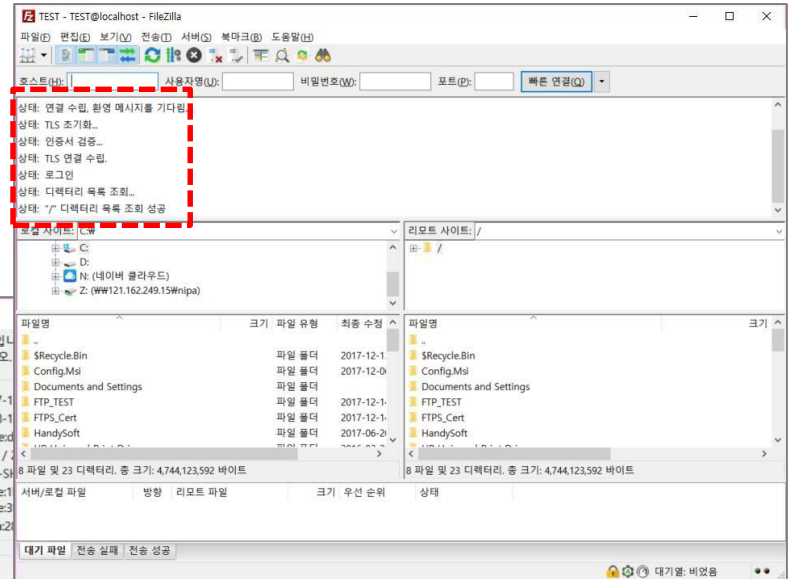 TEST - TEST@localhost - FileZilla
파일(F) 편집(E) 보기(V) 전송(T) 서버(S) 북마크(B) 도움말(H)
호스트(H): 사용자명(U): 비밀번호(W): 포트(P): 빠른 연결(Q)
상태: 연결 수립, 환영 메시지를 기다림.
상태: TLS 초기화...
상태: 인증서 검증...
상태: TLS 연결 수립.
상태: 로그인
상태: 디렉터리 목록 조회...
상태: "/" 디렉터리 목록 조회 성공
로컬 사이트: C:₩ 리모트 사이트: /
C: /
D:
N: (네이버 클라우드)
Z: (₩₩121.162.249.15₩nipa)
파일명 크기 파일 유형 최종 수정 파일명 크기
.. ..
$Recycle.Bin 파일 폴더 2017-12-1 $Recycle.Bin
Config.Msi 파일 폴더 2017-12-0 Config.Msi
Documents and Settings 파일 폴더 Documents and Settings
FTP_TEST 파일 폴더 2017-12-1 FTP_TEST
FTPS_Cert 파일 폴더 2017-12-1 FTPS_Cert
HandySoft 파일 폴더 2017-06-2 HandySoft
8 파일 및 23 디렉터리. 총 크기: 4,744,123,592 바이트 8 파일 및 23 디렉터리. 총 크기: 4,744,123,592 바이트
서버/로컬 파일 방향 리모트 파일 크기 우선 순위 상태
대기 파일 전송 실패 전송 성공
대기열: 비었음